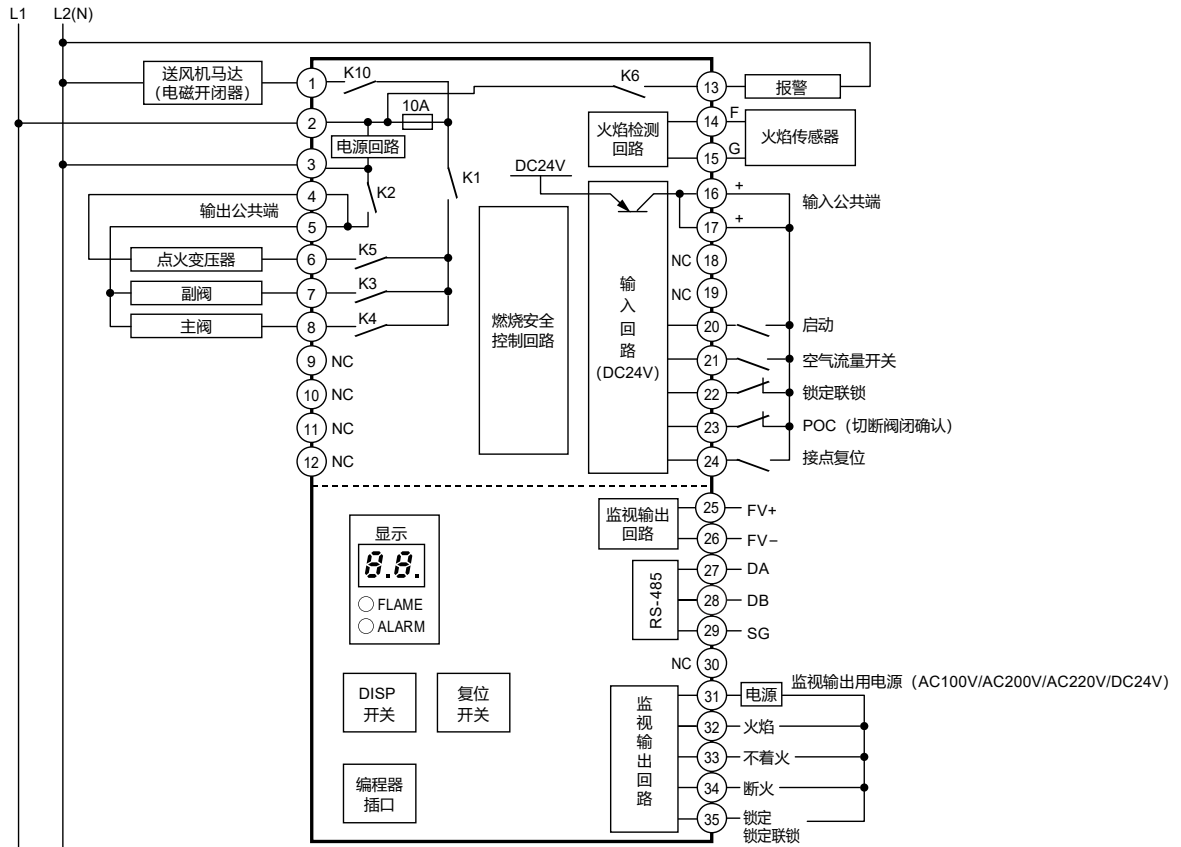 L1
L2(N)
送风机马达
(电磁开闭器)
1
K10
K6
13
报警
2
10A
14
F
火焰检测
回路
火焰传感器
电源回路
15
G
3
DC24V
K1
16
+
输入公共端
4
K2
输出公共端
5
17
+
点火变压器
6
K5
NC
18
副阀
7
K3
NC
19
主阀
8
K4
燃烧安全
控制回路
输
入
回
路
(DC24V)
20
启动
9
NC
21
空气流量开关
10
NC
22
锁定联锁
11
NC
23
POC（切断阀闭确认）
12
NC
24
接点复位
显示
8.8.
FLAME
ALARM
监视输出
回路
25
FV+
26
FV−
RS-485
27
DA
28
DB
29
SG
NC
30
DISP
开关
复位
开关
编程器
插口
监
视
输
出
回
路
31
电源
监视输出用电源（AC100V/AC200V/AC220V/DC24V）
32
火焰
33
不着火
34
断火
35
锁定
锁定联锁